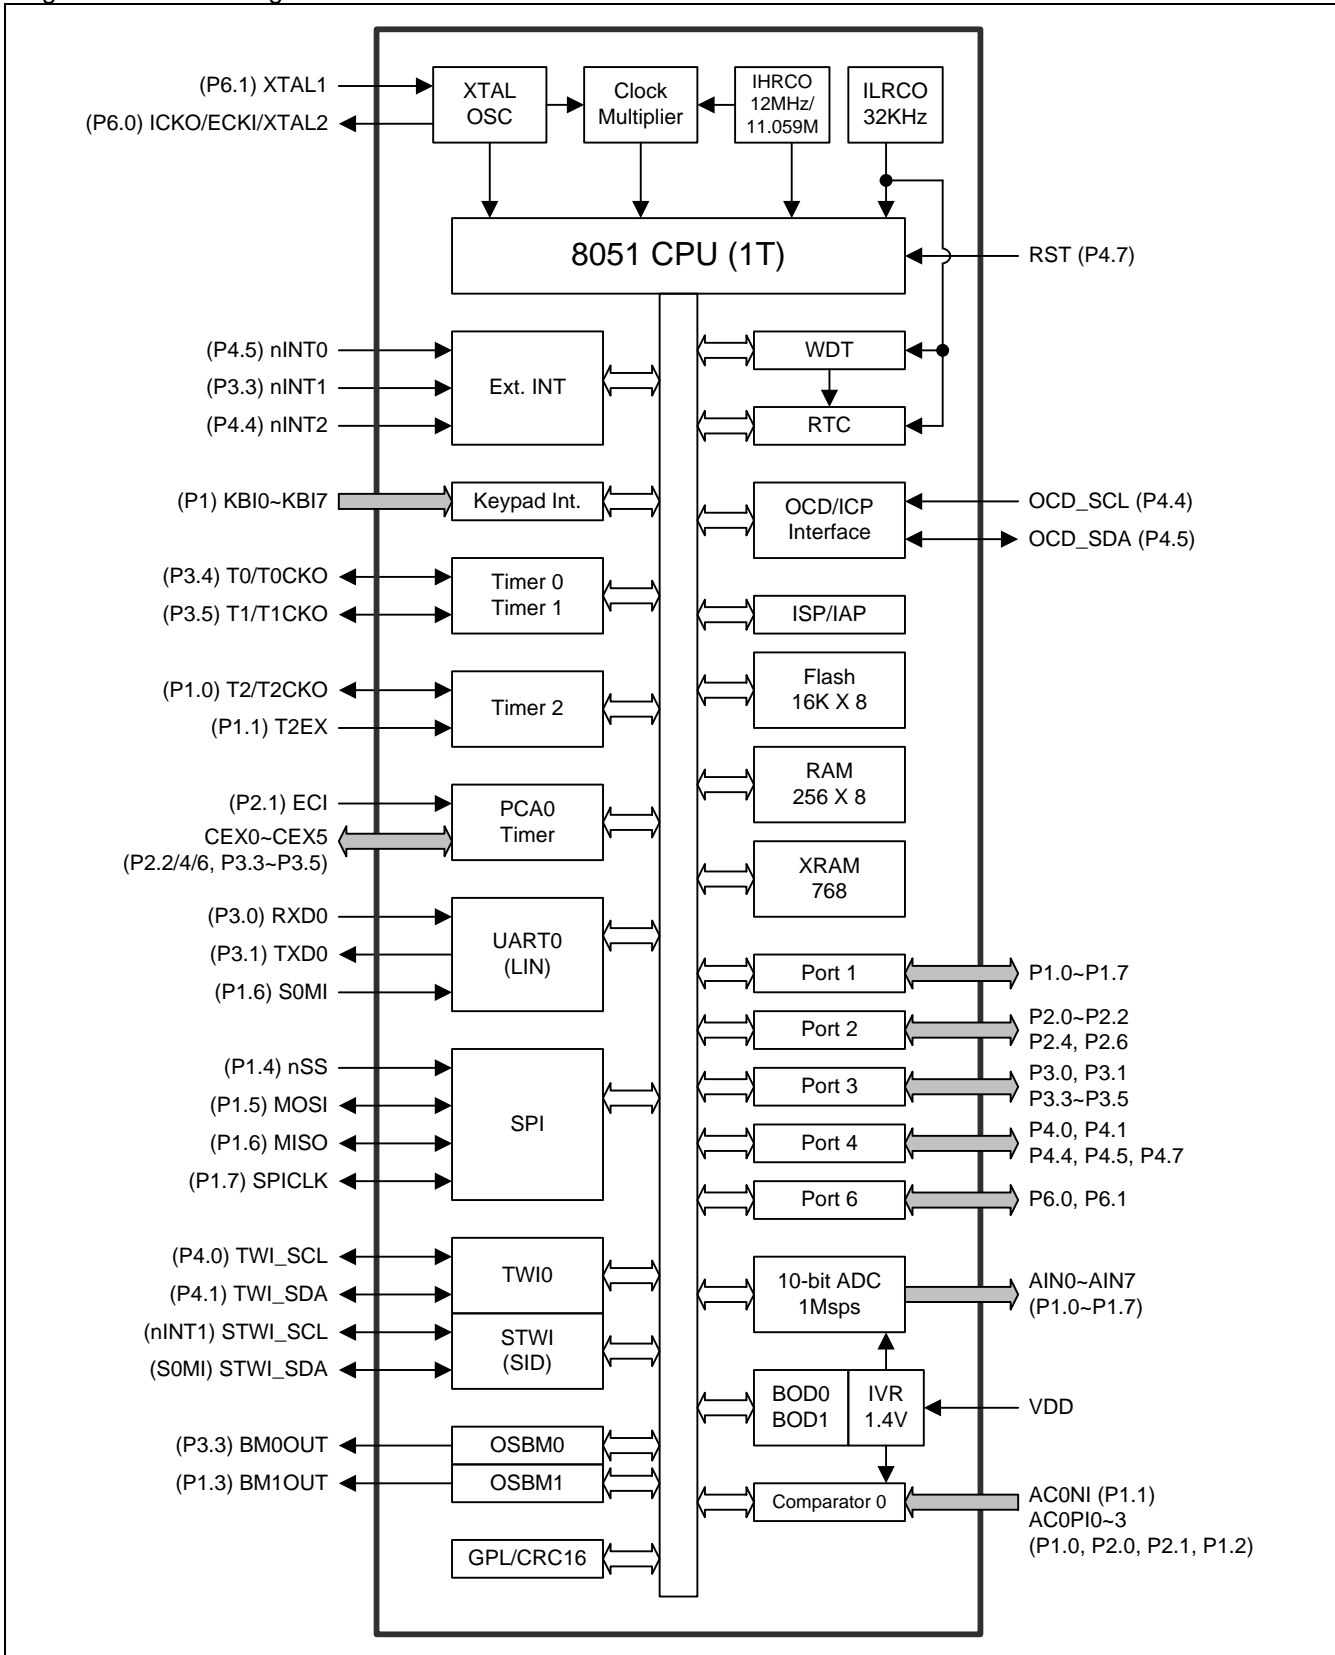 (P6.1) XTAL1
(P6.0) ICKO/ECKI/XTAL2
XTAL
OSC
Clock
Multiplier
IHRCO
12MHz/
11.059M
ILRCO
32KHz
8051 CPU (1T)
RST (P4.7)
(P4.5) nINT0
(P3.3) nINT1
(P4.4) nINT2
Ext. INT
WDT
RTC
(P1) KBI0~KBI7
Keypad Int.
OCD/ICP
Interface
OCD_SCL (P4.4)
OCD_SDA (P4.5)
(P3.4) T0/T0CKO
(P3.5) T1/T1CKO
Timer 0
Timer 1
ISP/IAP
(P1.0) T2/T2CKO
(P1.1) T2EX
Timer 2
Flash
16K X 8
RAM
256 X 8
(P2.1) ECI
CEX0~CEX5
(P2.2/4/6, P3.3~P3.5)
PCA0
Timer
XRAM
768
(P3.0) RXD0
(P3.1) TXD0
(P1.6) S0MI
UART0
(LIN)
Port 1
P1.0~P1.7
Port 2
P2.0~P2.2
P2.4, P2.6
(P1.4) nSS
(P1.5) MOSI
(P1.6) MISO
(P1.7) SPICLK
SPI
Port 3
P3.0, P3.1
P3.3~P3.5
Port 4
P4.0, P4.1
P4.4, P4.5, P4.7
Port 6
P6.0, P6.1
(P4.0) TWI_SCL
(P4.1) TWI_SDA
TWI0
10-bit ADC
1Msps
AIN0~AIN7
(P1.0~P1.7)
(nINT1) STWI_SCL
(S0MI) STWI_SDA
STWI
(SID)
BOD0
BOD1
IVR
1.4V
VDD
(P3.3) BM0OUT
(P1.3) BM1OUT
OSBM0
OSBM1
Comparator 0
AC0NI (P1.1)
AC0PI0~3
(P1.0, P2.0, P2.1, P1.2)
GPL/CRC16